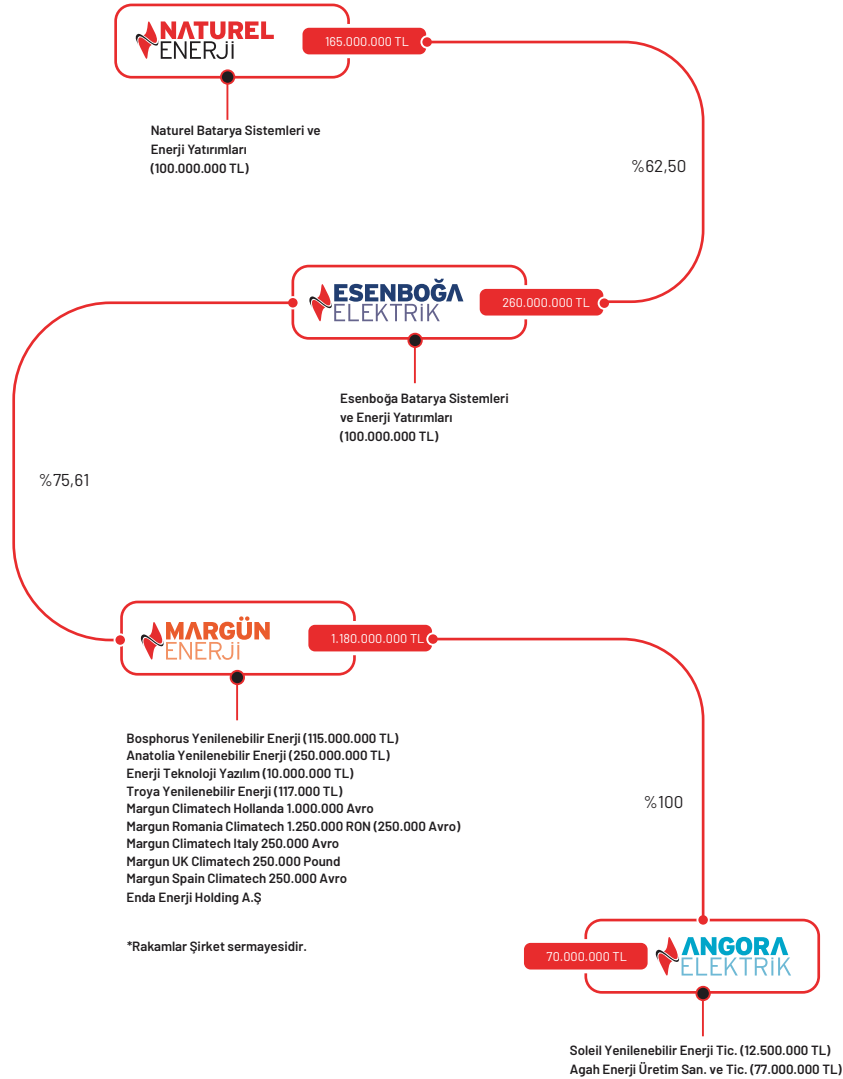 NATUREL
ENERJİ
165.000.000 TL
Naturel Batarya Sistemleri ve
Enerji Yatırımları
(100.000.000 TL)
%62,50
ESENBOĞA
ELEKTRİK
260.000.000 TL
Esenboğa Batarya Sistemleri
ve Enerji Yatırımları
(100.000.000 TL)
%75,61
MARGÜN
ENERJİ
1.180.000.000 TL
Bosphorus Yenilenebilir Enerji (115.000.000 TL)
Anatolia Yenilenebilir Enerji (250.000.000 TL)
Enerji Teknoloji Yazılım (10.000.000 TL)
Troya Yenilenebilir Enerji (117.000 TL)
Margun Climatech Hollanda 1.000.000 Avro
Margun Romania Climatech 1.250.000 RON (250.000 Avro)
Margun Climatech Italy 250.000 Avro
Margun UK Climatech 250.000 Pound
Margun Spain Climatech 250.000 Avro
Enda Enerji Holding A.Ş
*Rakamlar Şirket sermayesidir.
%100
70.000.000 TL
ANGORA
ELEKTRİK
Soleil Yenilenebilir Enerji Tic. (12.500.000 TL)
Agah Enerji Üretim San. ve Tic. (77.000.000 TL)